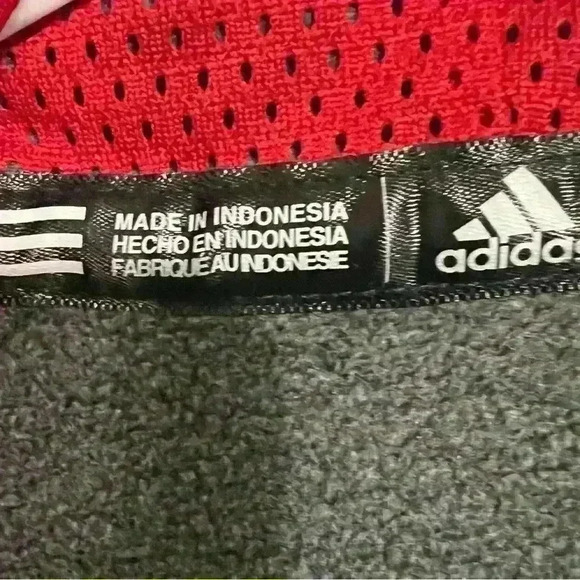 MADE IN INDONESIA
HECHO EN INDONESIA
FABRIQUÉ AU INDONESIE
adidas